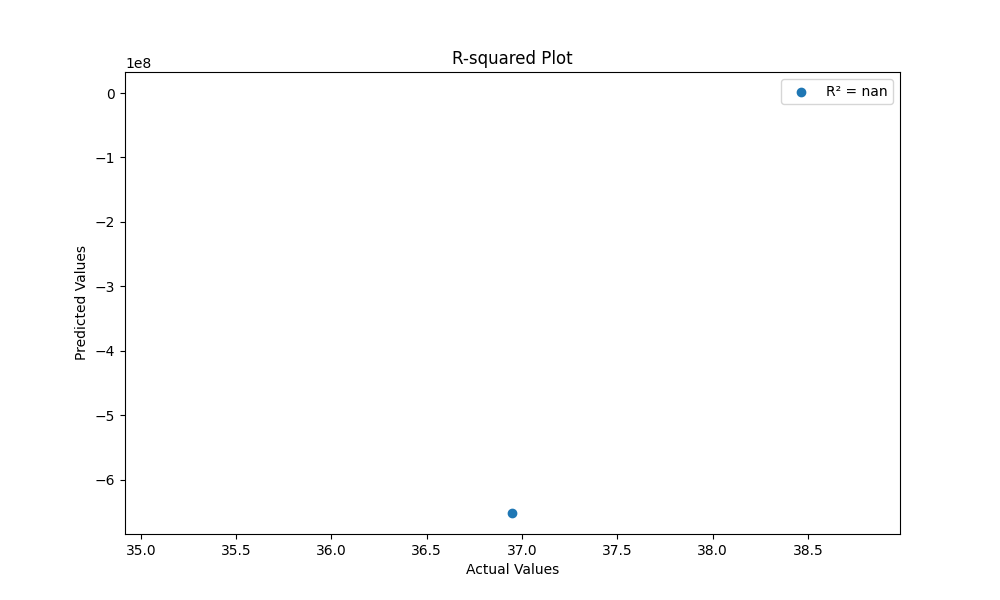 R-squared Plot
1e8
R² = nan
0
−1
−2
−3
−4
−5
−6
Predicted Values
35.0 35.5 36.0 36.5 37.0 37.5 38.0 38.5
Actual Values